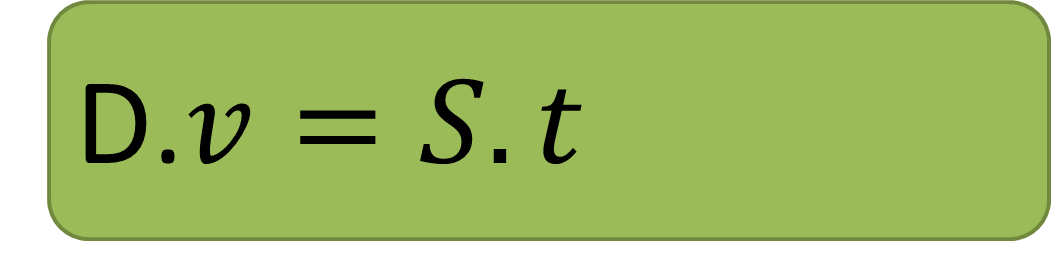 D.v = S. t